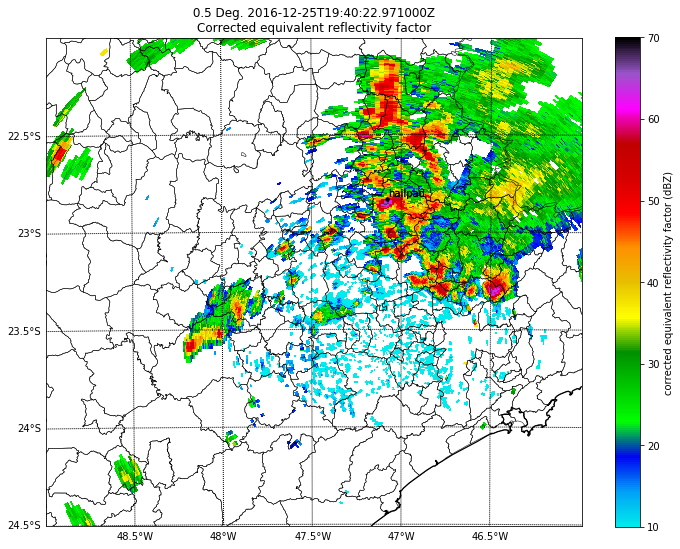 0.5 Deg. 2016-12-25T19:40:22.971000Z
Corrected equivalent reflectivity factor
22.5°S
23°S
23.5°S
24°S
24.5°S
48.5°W
48°W
47.5°W
47°W
46.5°W
hailpad
70
60
50
40
30
20
10
corrected equivalent reflectivity factor (dBZ)